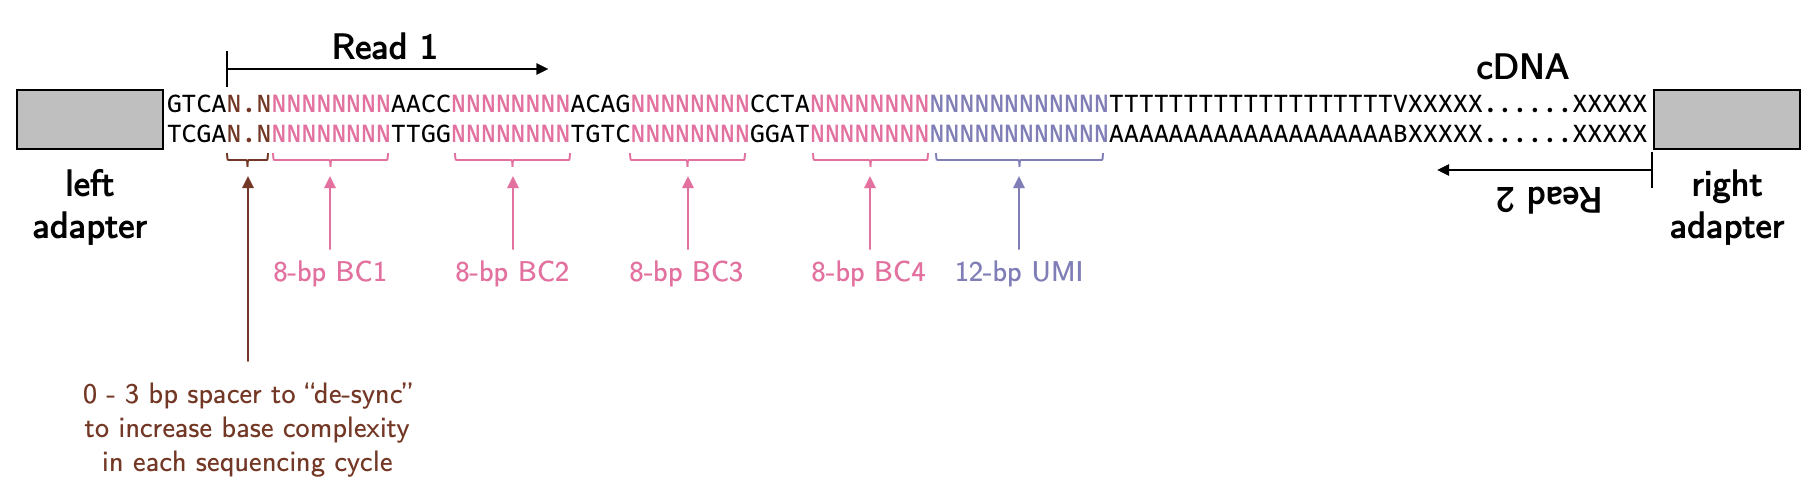 Read 1
cDNA
GTCAN.NNNNNNNNNAACCNNNNNNNNACAGNNNNNNNNCCTANNNNNNNNNNNNNNNNNNNNTTTTTTTTTTTTTTTTTTTVXXXXX......XXXXX
TCGAN.NNNNNNNNNTTGGNNNNNNNNTGTCNNNNNNNNGGATNNNNNNNNNNNNNNNNNNNNAAAAAAAAAAAAAAAAAAABXXXXX......XXXXX
left
adapter
Read 2
right
adapter
8-bp BC1
8-bp BC2
8-bp BC3
8-bp BC4
12-bp UMI
0 - 3 bp spacer to “de-sync”
to increase base complexity
in each sequencing cycle